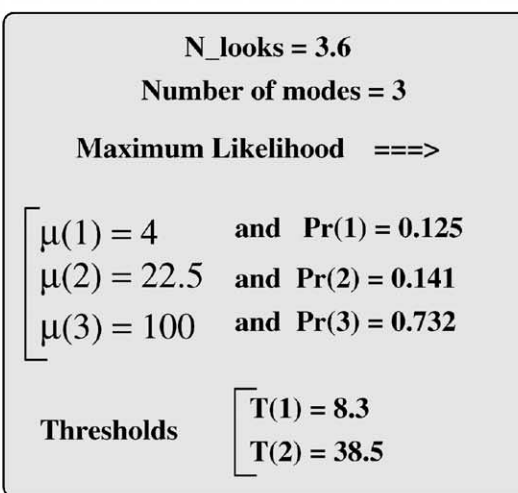 N_looks = 3.6
Number of modes = 3
Maximum Likelihood ===>
μ(1) = 4 and Pr(1) = 0.125
μ(2) = 22.5 and Pr(2) = 0.141
μ(3) = 100 and Pr(3) = 0.732
T(1) = 8.3
Thresholds
T(2) = 38.5